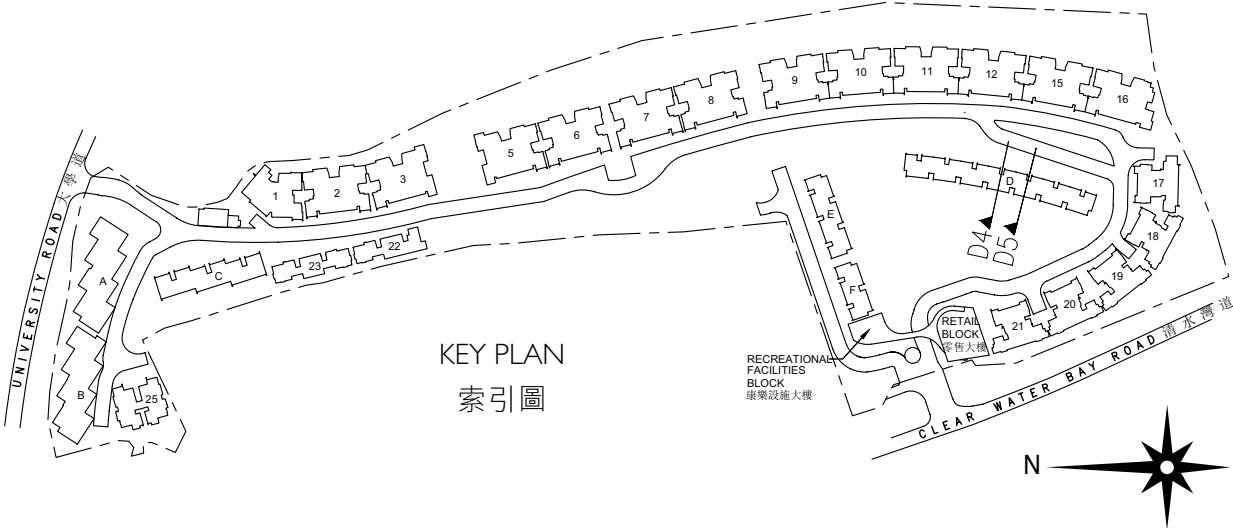 10
11
12
9
15
16
8
7
6
5
3
2
1
17
18
19
20
21
D
D4
D5
E
F
22
23
C
A
B
25
UNIVERSITY ROAD 大學道
KEY PLAN
索引圖
RETAIL
BLOCK
零售大樓
RECREATIONAL
FACILITIES
BLOCK
康樂設施大樓
CLEAR WATER BAY ROAD 清水灣道
N